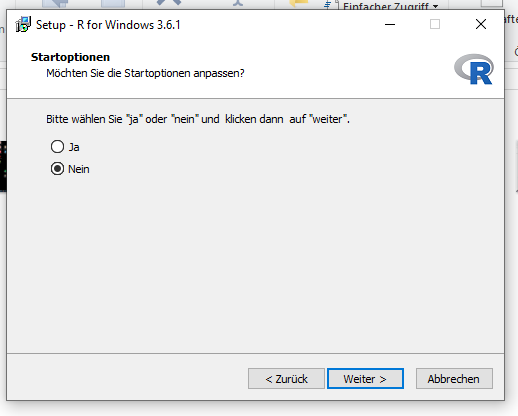 Einfacher Zugriff
Setup - R for Windows 3.6.1
Startoptionen
Möchten Sie die Startoptionen anpassen?
R
Bitte wählen Sie "ja" oder "nein" und klicken dann auf "weiter".
Ja
Nein
< Zurück
Weiter >
Abbrechen